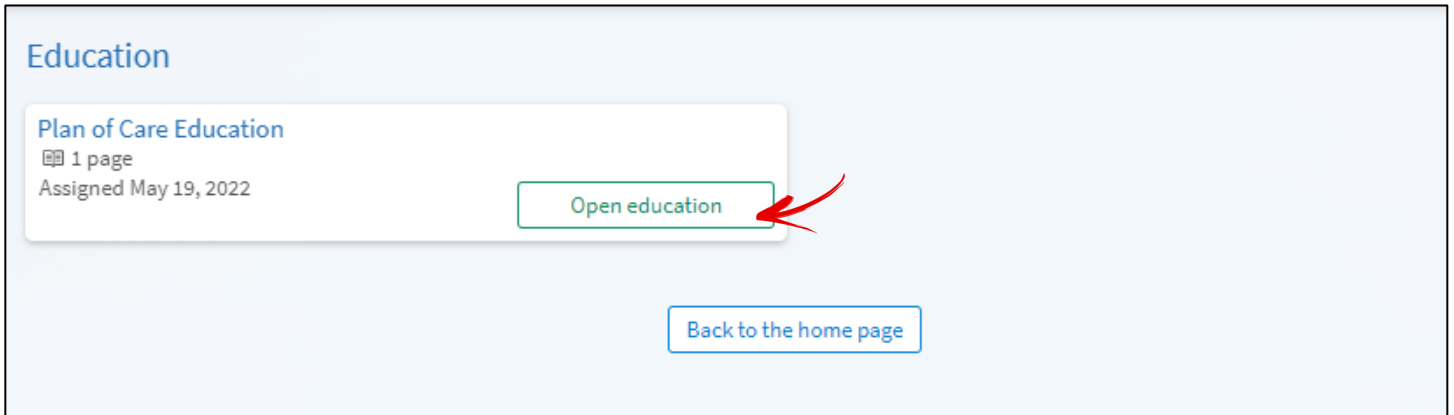 Education
Plan of Care Education
1 page
Assigned May 19, 2022
Open education
Back to the home page